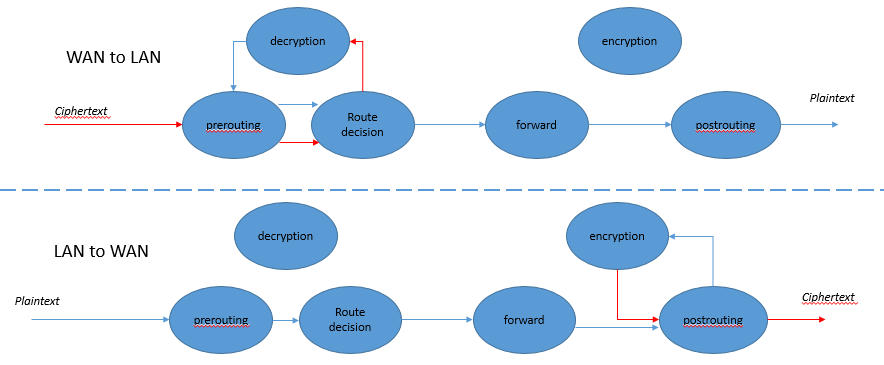 decryption
encryption
WAN to LAN
Plaintext
Ciphertext
prerouting
Route
decision
forward
postrouting
decryption
encryption
LAN to WAN
Plaintext
Ciphertext
prerouting
Route
decision
forward
postrouting